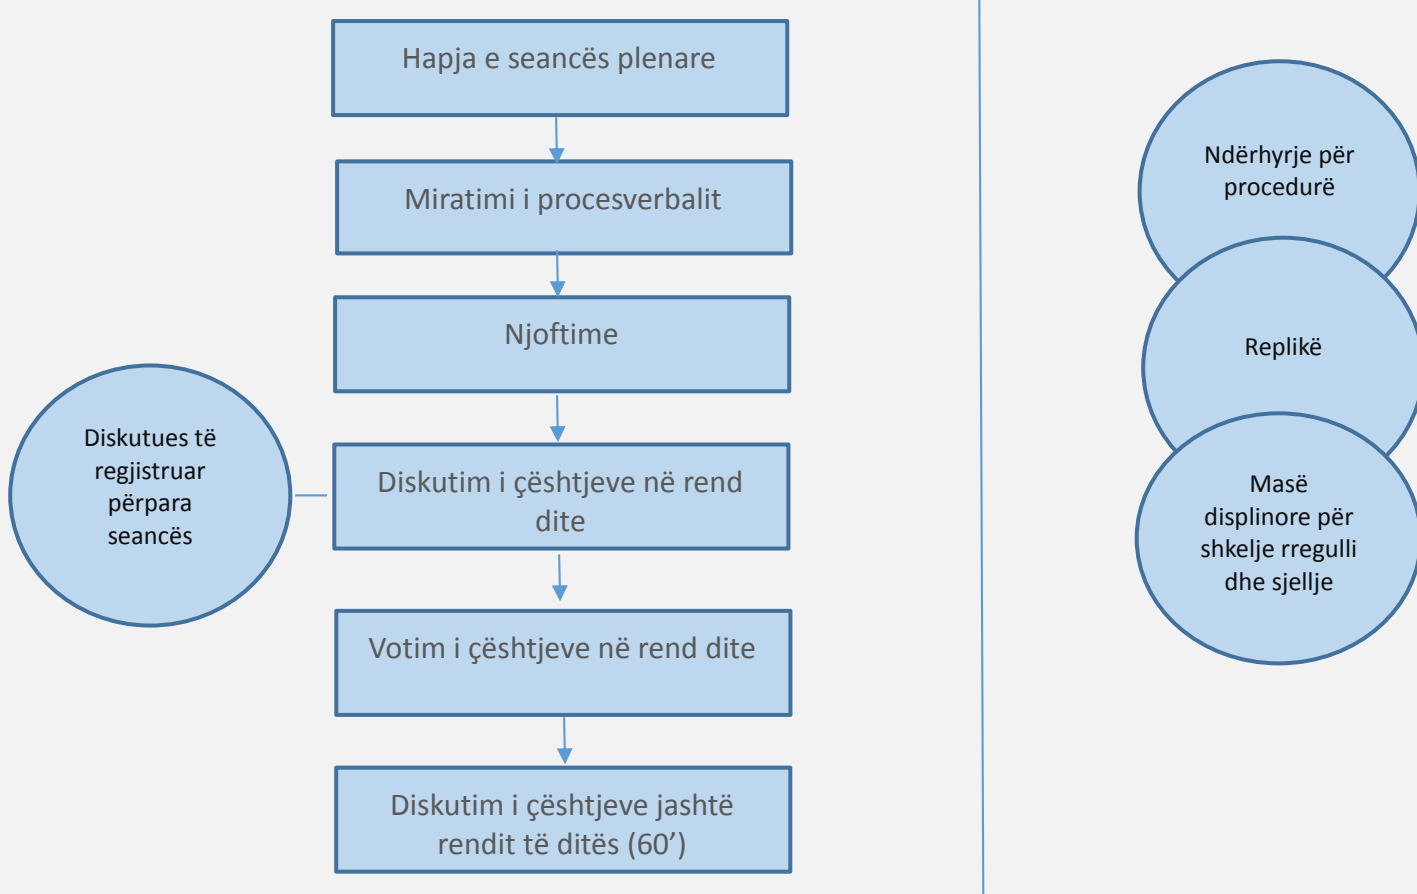 Hapja e seancës plenare
Miratimi i procesverbalit
Njoftime
Diskutues të
regjistruar
përpara
seancës
Diskutim i çështjeve në rend
dite
Votim i çështjeve në rend dite
Diskutim i çështjeve jashtë
rendit të ditës (60’)
Ndërhyrje për
procedurë
Replikë
Masë
displinore për
shkelje rregulli
dhe sjellje